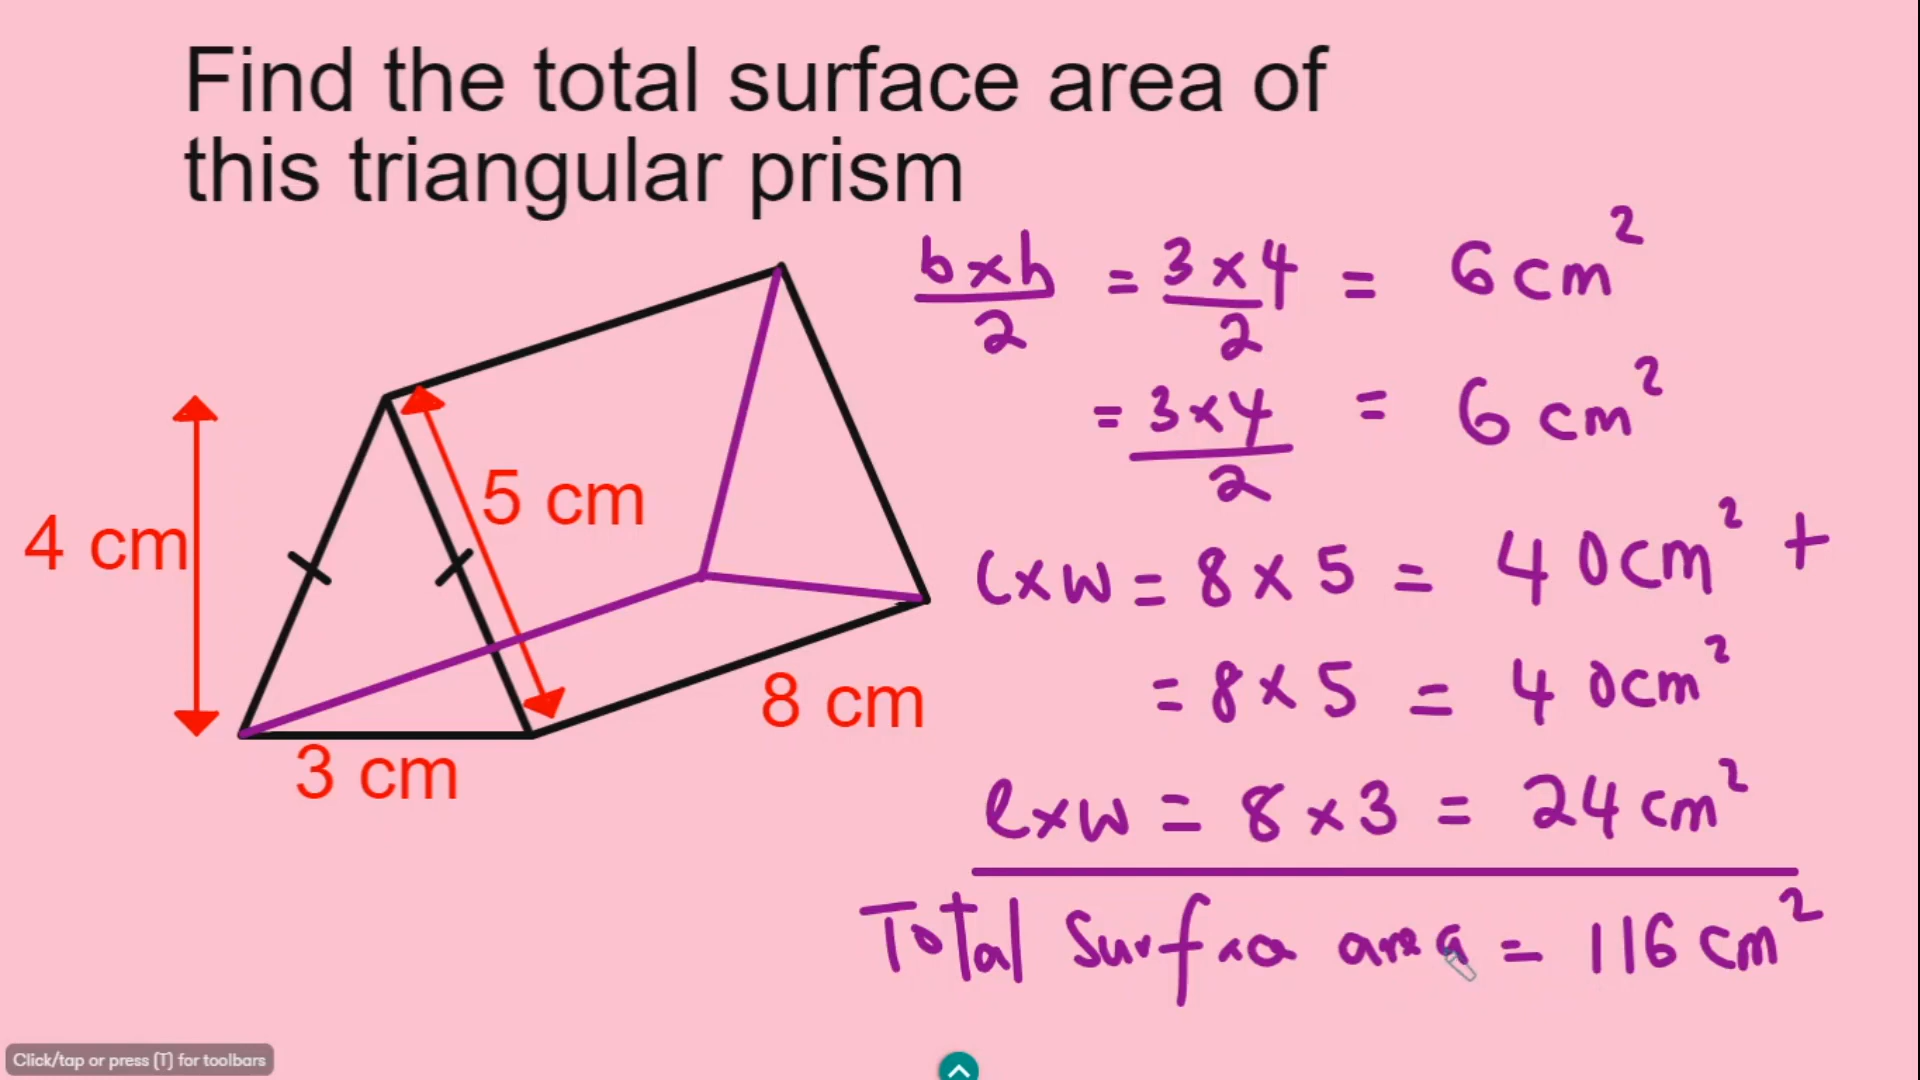 Find the total surface area of
this triangular prism
b×h/2 = 3×4/2 = 6cm²
= 3×4/2 = 6 cm²
l×w = 8 × 5 = 40cm² +
= 8 × 5 = 40cm²
l×w = 8 × 3 = 24 cm²
Total Surface area = 116 cm²
4 cm
5 cm
8 cm
3 cm
Click/tap or press (T) for toolbars